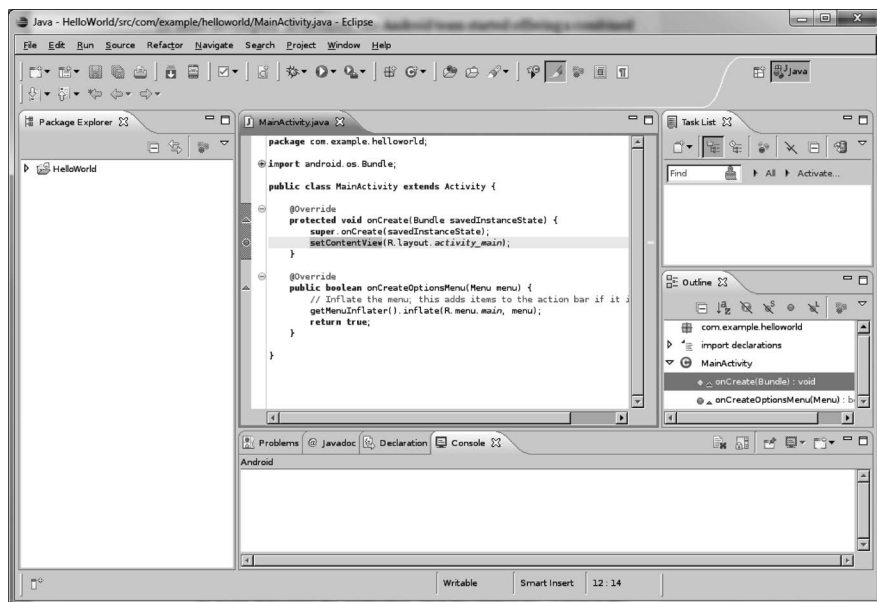 Java - HelloWorld/src/com/example/helloworld/MainActivity.java - Eclipse
File Edit Run Source Refactor Navigate Search Project Window Help
Java
Package Explorer
HelloWorld
MainActivity.java
package com.example.helloworld;
import android.os.Bundle;
public class MainActivity extends Activity {
@Override
protected void onCreate(Bundle savedInstanceState) {
super.onCreate(savedInstanceState);
setContentView(R.layout.activity_main);
}
@Override
public boolean onCreateOptionsMenu(Menu menu) {
// Inflate the menu; this adds items to the action bar if it i
getMenuInflater().inflate(R.menu.main, menu);
return true;
}
}
Task List
Find All Activate...
Outline
com.example.helloworld
import declarations
MainActivity
onCreate(Bundle) : void
onCreateOptionsMenu(Menu) : b
Problems @ Javadoc Declaration Console
Android
Writable Smart Insert 12 : 14